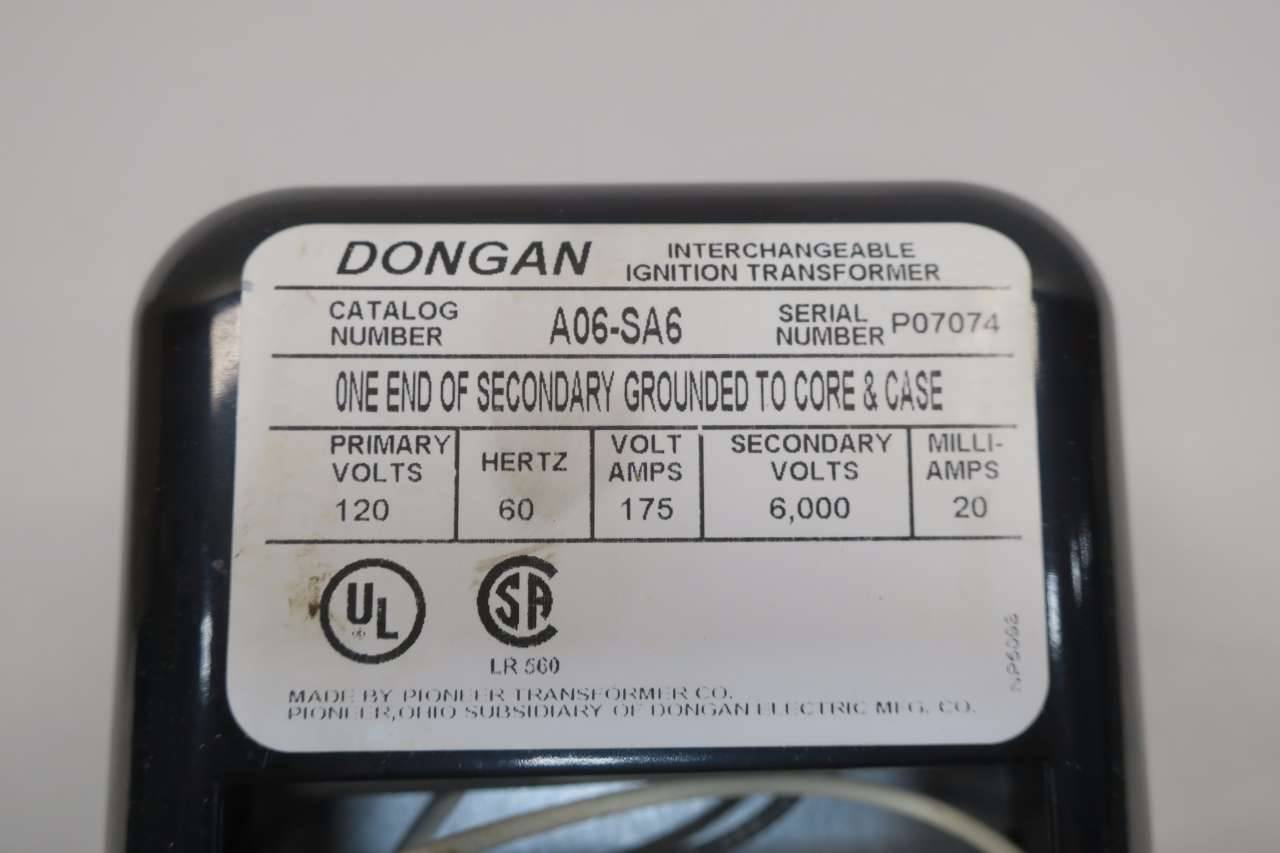 DONGAN
INTERCHANGEABLE
IGNITION TRANSFORMER
CATALOG
NUMBER
A06-SA6
SERIAL
NUMBER
P07074
ONE END OF SECONDARY GROUNDED TO CORE & CASE
PRIMARY
VOLTS
120
HERTZ
60
VOLT
AMPS
175
SECONDARY
VOLTS
6,000
MILLI-
AMPS
20
UL
®
SA
LR 560
MADE BY PIONEER TRANSFORMER CO.
PIONEER,OHIO SUBSIDIARY OF DONGAN ELECTRIC MFG. CO.